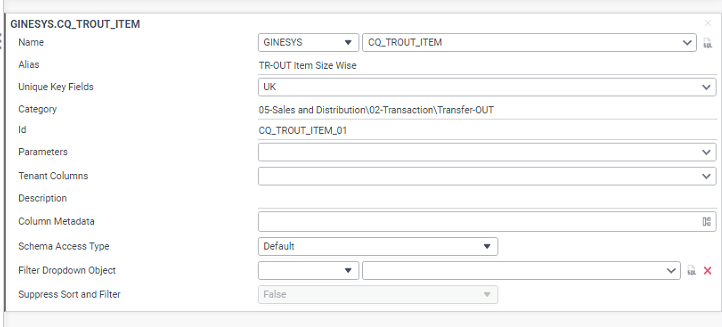 GINESYS.CQ_TROUT_ITEM
Name GINESYS CQ_TROUT_ITEM
Alias TR-OUT Item Size Wise
Unique Key Fields UK
Category 05-Sales and Distribution\02-Transaction\Transfer-OUT
Id CQ_TROUT_ITEM_01
Parameters
Tenant Columns
Description
Column Metadata
Schema Access Type Default
Filter Dropdown Object
Suppress Sort and Filter False